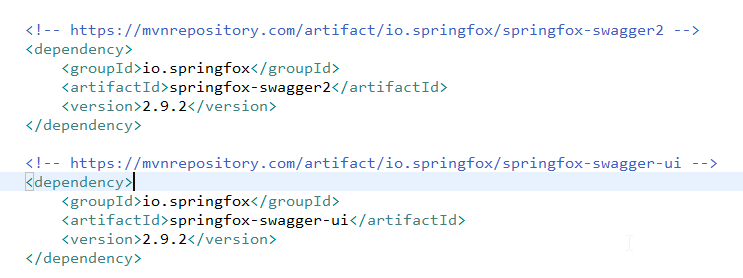 <!-- https://mvnrepository.com/artifact/io.springfox/springfox-swagger2 -->
<dependency>
    <groupId>io.springfox</groupId>
    <artifactId>springfox-swagger2</artifactId>
    <version>2.9.2</version>
</dependency>
<!-- https://mvnrepository.com/artifact/io.springfox/springfox-swagger-ui -->
<dependency>
    <groupId>io.springfox</groupId>
    <artifactId>springfox-swagger-ui</artifactId>
    <version>2.9.2</version>
</dependency>